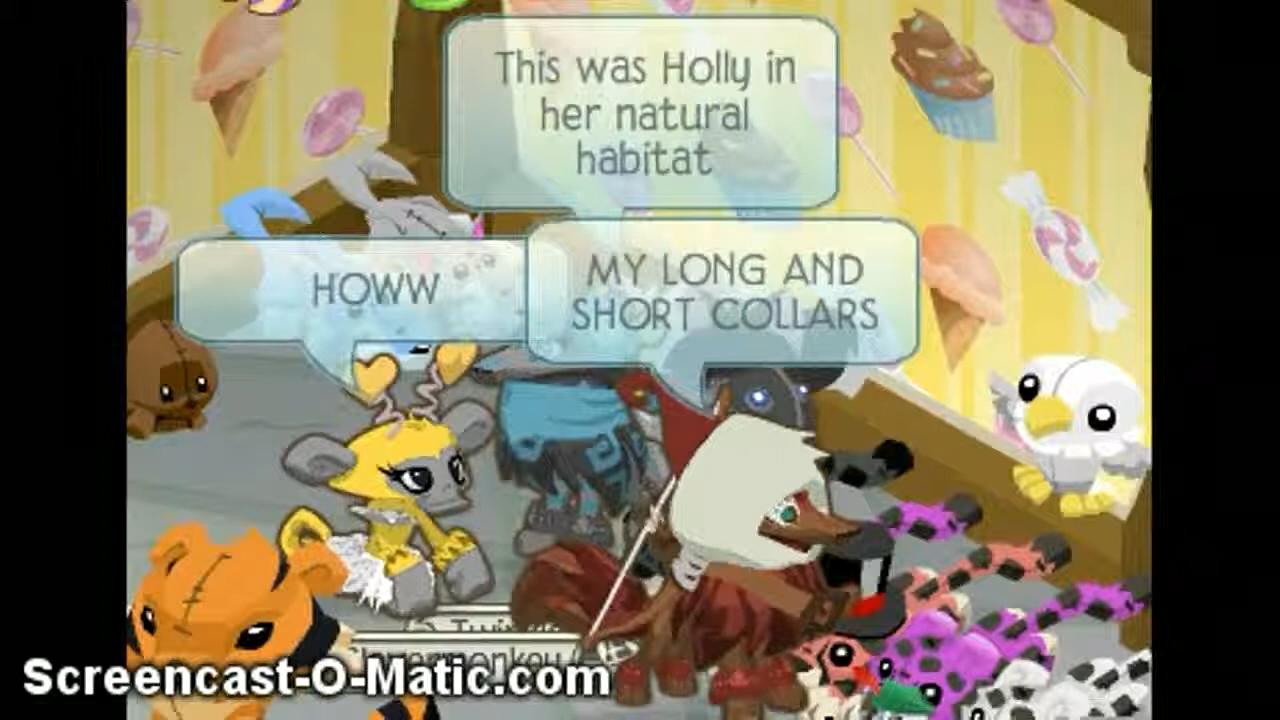 This was Holly in
her natural
habitat
HOWW
MY LONG AND
SHORT COLLARS
Screencast-O-Matic.com